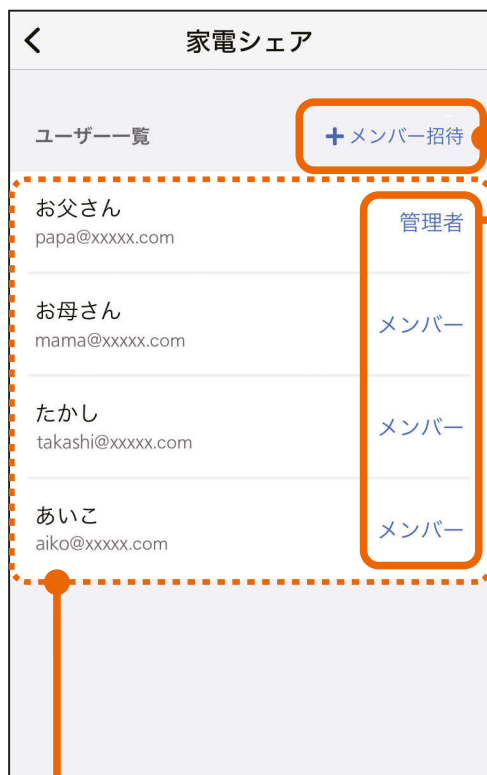 家電シェア
ユーザー一覧
+メンバー招待
お父さん
papa@xxxxx.com
管理者
お母さん
mama@xxxxx.com
メンバー
たかし
takashi@xxxxx.com
メンバー
あいこ
aiko@xxxxx.com
メンバー